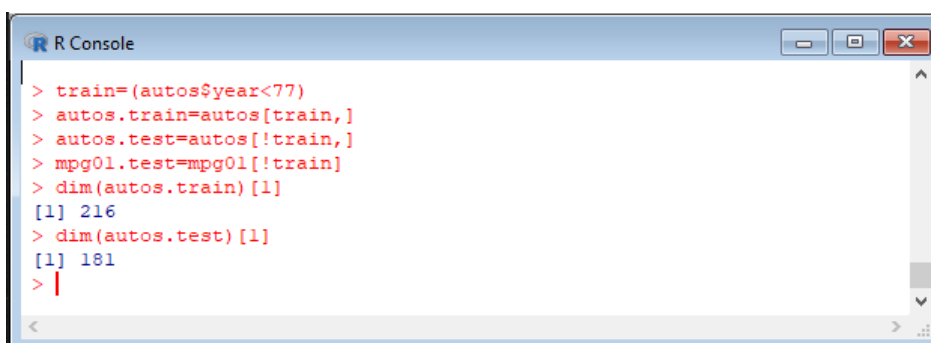 R Console
> train=(autos$year<77)
> autos.train=autos[train,]
> autos.test=autos[!train,]
> mpg01.test=mpg01[!train]
> dim(autos.train)[1]
[1] 216
> dim(autos.test)[1]
[1] 181
>